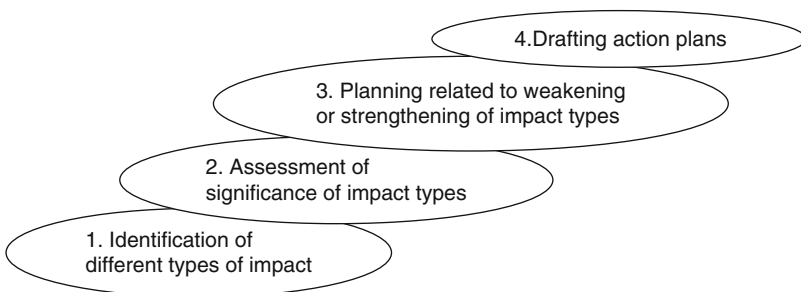 4.Drafting action plans
3. Planning related to weakening
or strengthening of impact types
2. Assessment of
significance of impact types
1. Identification of
different types of impact